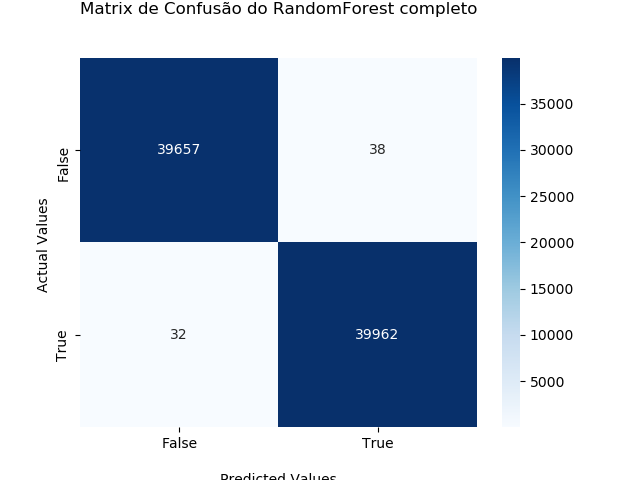 Matrix de Confusão do RandomForest completo
39657
38
32
39962
False
True
Actual Values
False
True
Predicted Values
35000
30000
25000
20000
15000
10000
5000